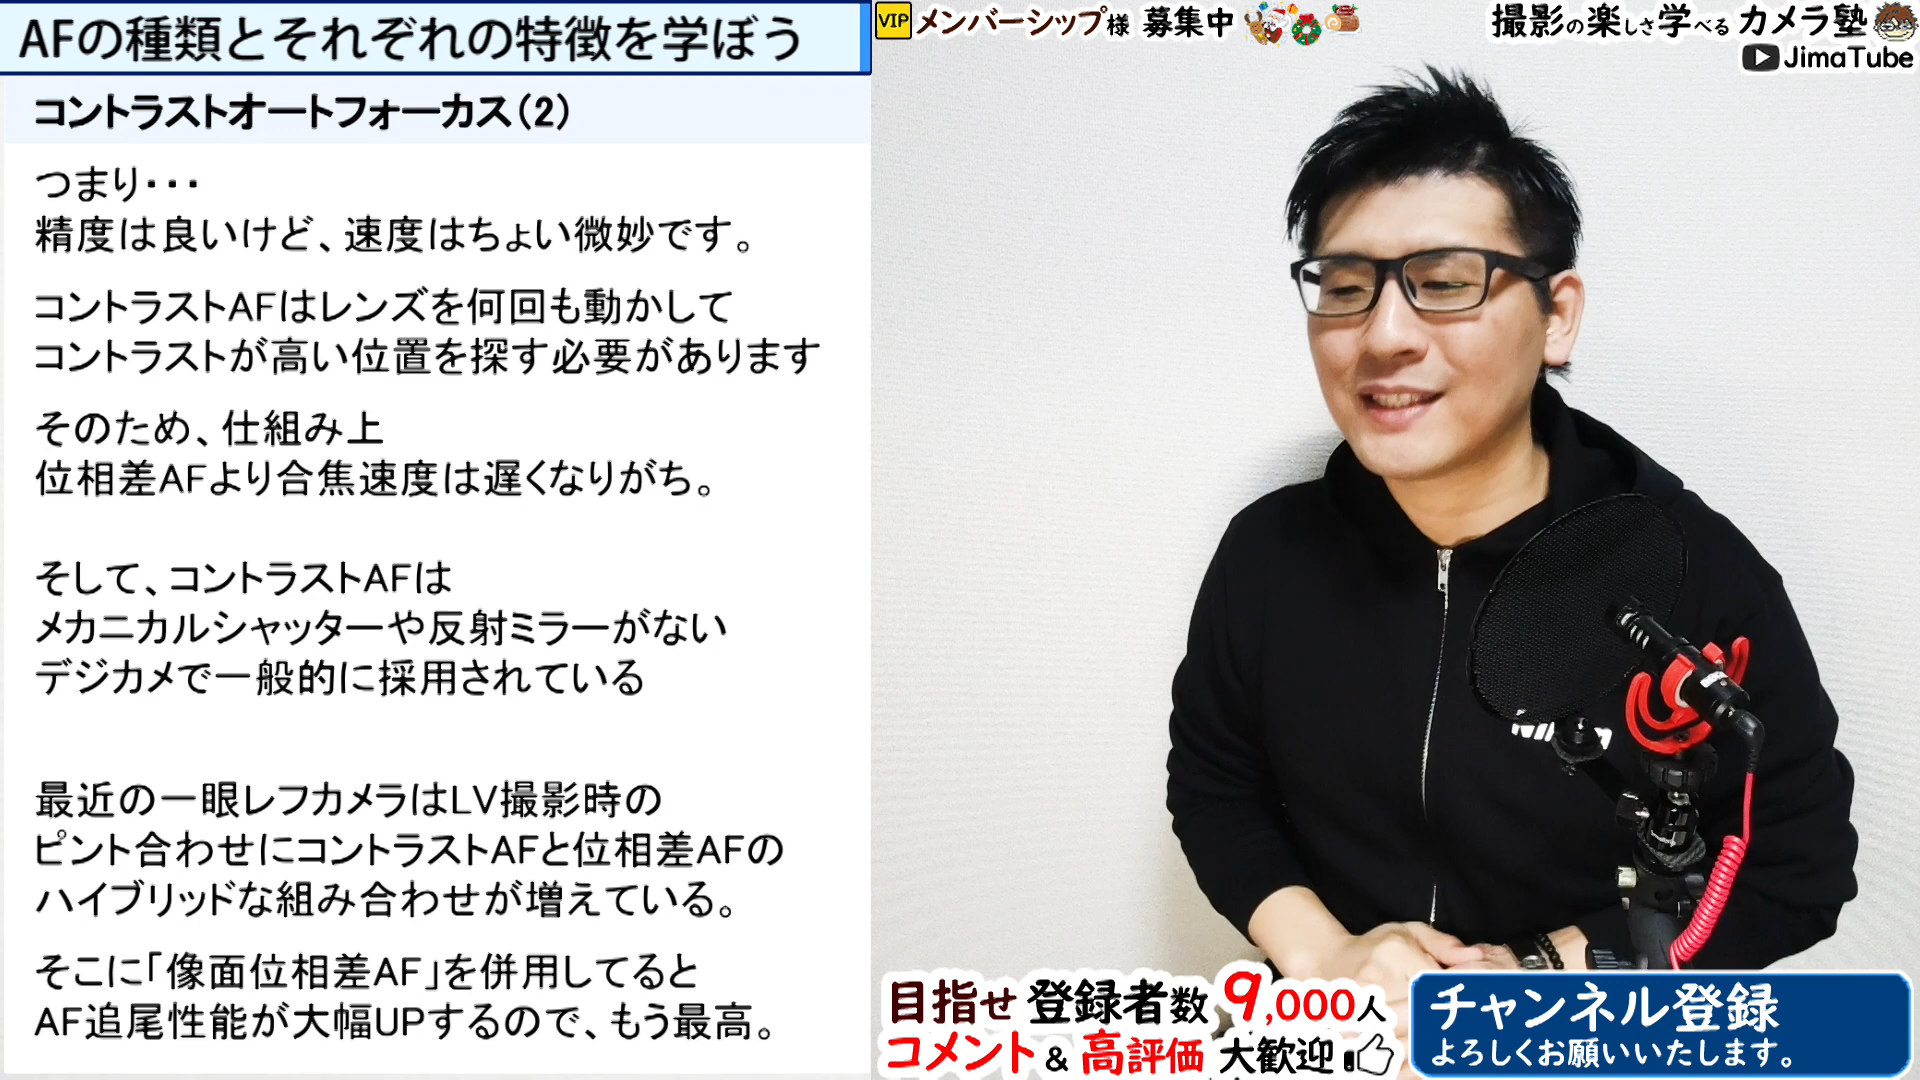 AFの種類とそれぞれの特徴を学ぼう
コントラストオートフォーカス(2)
つまり・・・
精度は良いけど、速度はちょい微妙です。
コントラストAFはレンズを何回も動かして
コントラストが高い位置を探す必要があります
そのため、仕組み上
位相差AFより合焦速度は遅くなりがち。
そして、コントラストAFは
メカニカルシャッターや反射ミラーがない
デジカメで一般的に採用されている
最近の一眼レフカメラはLV撮影時の
ピント合わせにコントラストAFと位相差AFの
ハイブリッドな組み合わせが増えている。
そこに「像面位相差AF」を併用してると
AF追尾性能が大幅UPするので、もう最高。
VIP メンバーシップ様 募集中
撮影の楽しさ学べる カメラ塾
JimaTube
目指せ 登録者数 9,000人
コメント & 高評価 大歓迎
チャンネル登録
よろしくお願いいたします。